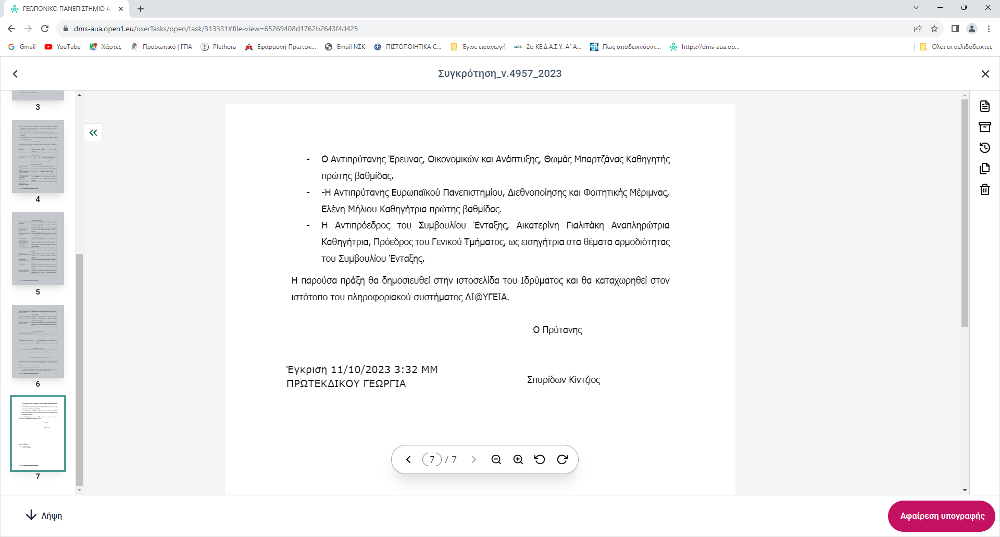 ΓΕΩΠΟΝΙΚΟ ΠΑΝΕΠΙΣΤΗΜΙΟ ΑΘ
dms-aua.open1.eu/userTasks/open/task/313331#file-view=65269408d1762b2643f4d425
Gmail YouTube Χάρτες Προσωπικό | ΓΠΑ Plethora Εφαρμογή Πρωτοκ... Email ΝΣΚ ΠΙΣΤΟΠΟΙΗΤΙΚΑ C... Έγινε εισαγωγή 2ο ΚΕ.Δ.Α.Σ.Υ. Α΄ Α... Πως αποδεικνύοντ... https://dms-aua.op... Όλοι οι σελιδοδείκτες
Συγκρότηση_ν.4957_2023
3
4
5
6
7
- Ο Αντιπρύτανης Έρευνας, Οικονομικών και Ανάπτυξης, Θωμάς Μπαρτζάνας Καθηγητής
πρώτης βαθμίδας.
- -Η Αντιπρύτανης Ευρωπαϊκού Πανεπιστημίου, Διεθνοποίησης και Φοιτητικής Μέριμνας,
Ελένη Μήλιου Καθηγήτρια πρώτης βαθμίδας.
- Η Αντιπρόεδρος του Συμβουλίου Ένταξης, Αικατερίνη Γιαλιτάκη Αναπληρώτρια
Καθηγήτρια, Πρόεδρος του Γενικού Τμήματος, ως εισηγήτρια στα θέματα αρμοδιότητας
του Συμβουλίου Ένταξης.
Η παρούσα πράξη θα δημοσιευθεί στην ιστοσελίδα του Ιδρύματος και θα καταχωρηθεί στον
ιστότοπο του πληροφοριακού συστήματος ΔΙ@ΥΓΕΙΑ.
Ο Πρύτανης
Έγκριση 11/10/2023 3:32 ΜΜ
ΠΡΩΤΕΚΔΙΚΟΥ ΓΕΩΡΓΙΑ
Σπυρίδων Κίντζιος
7 / 7
Λήψη
Αφαίρεση υπογραφής